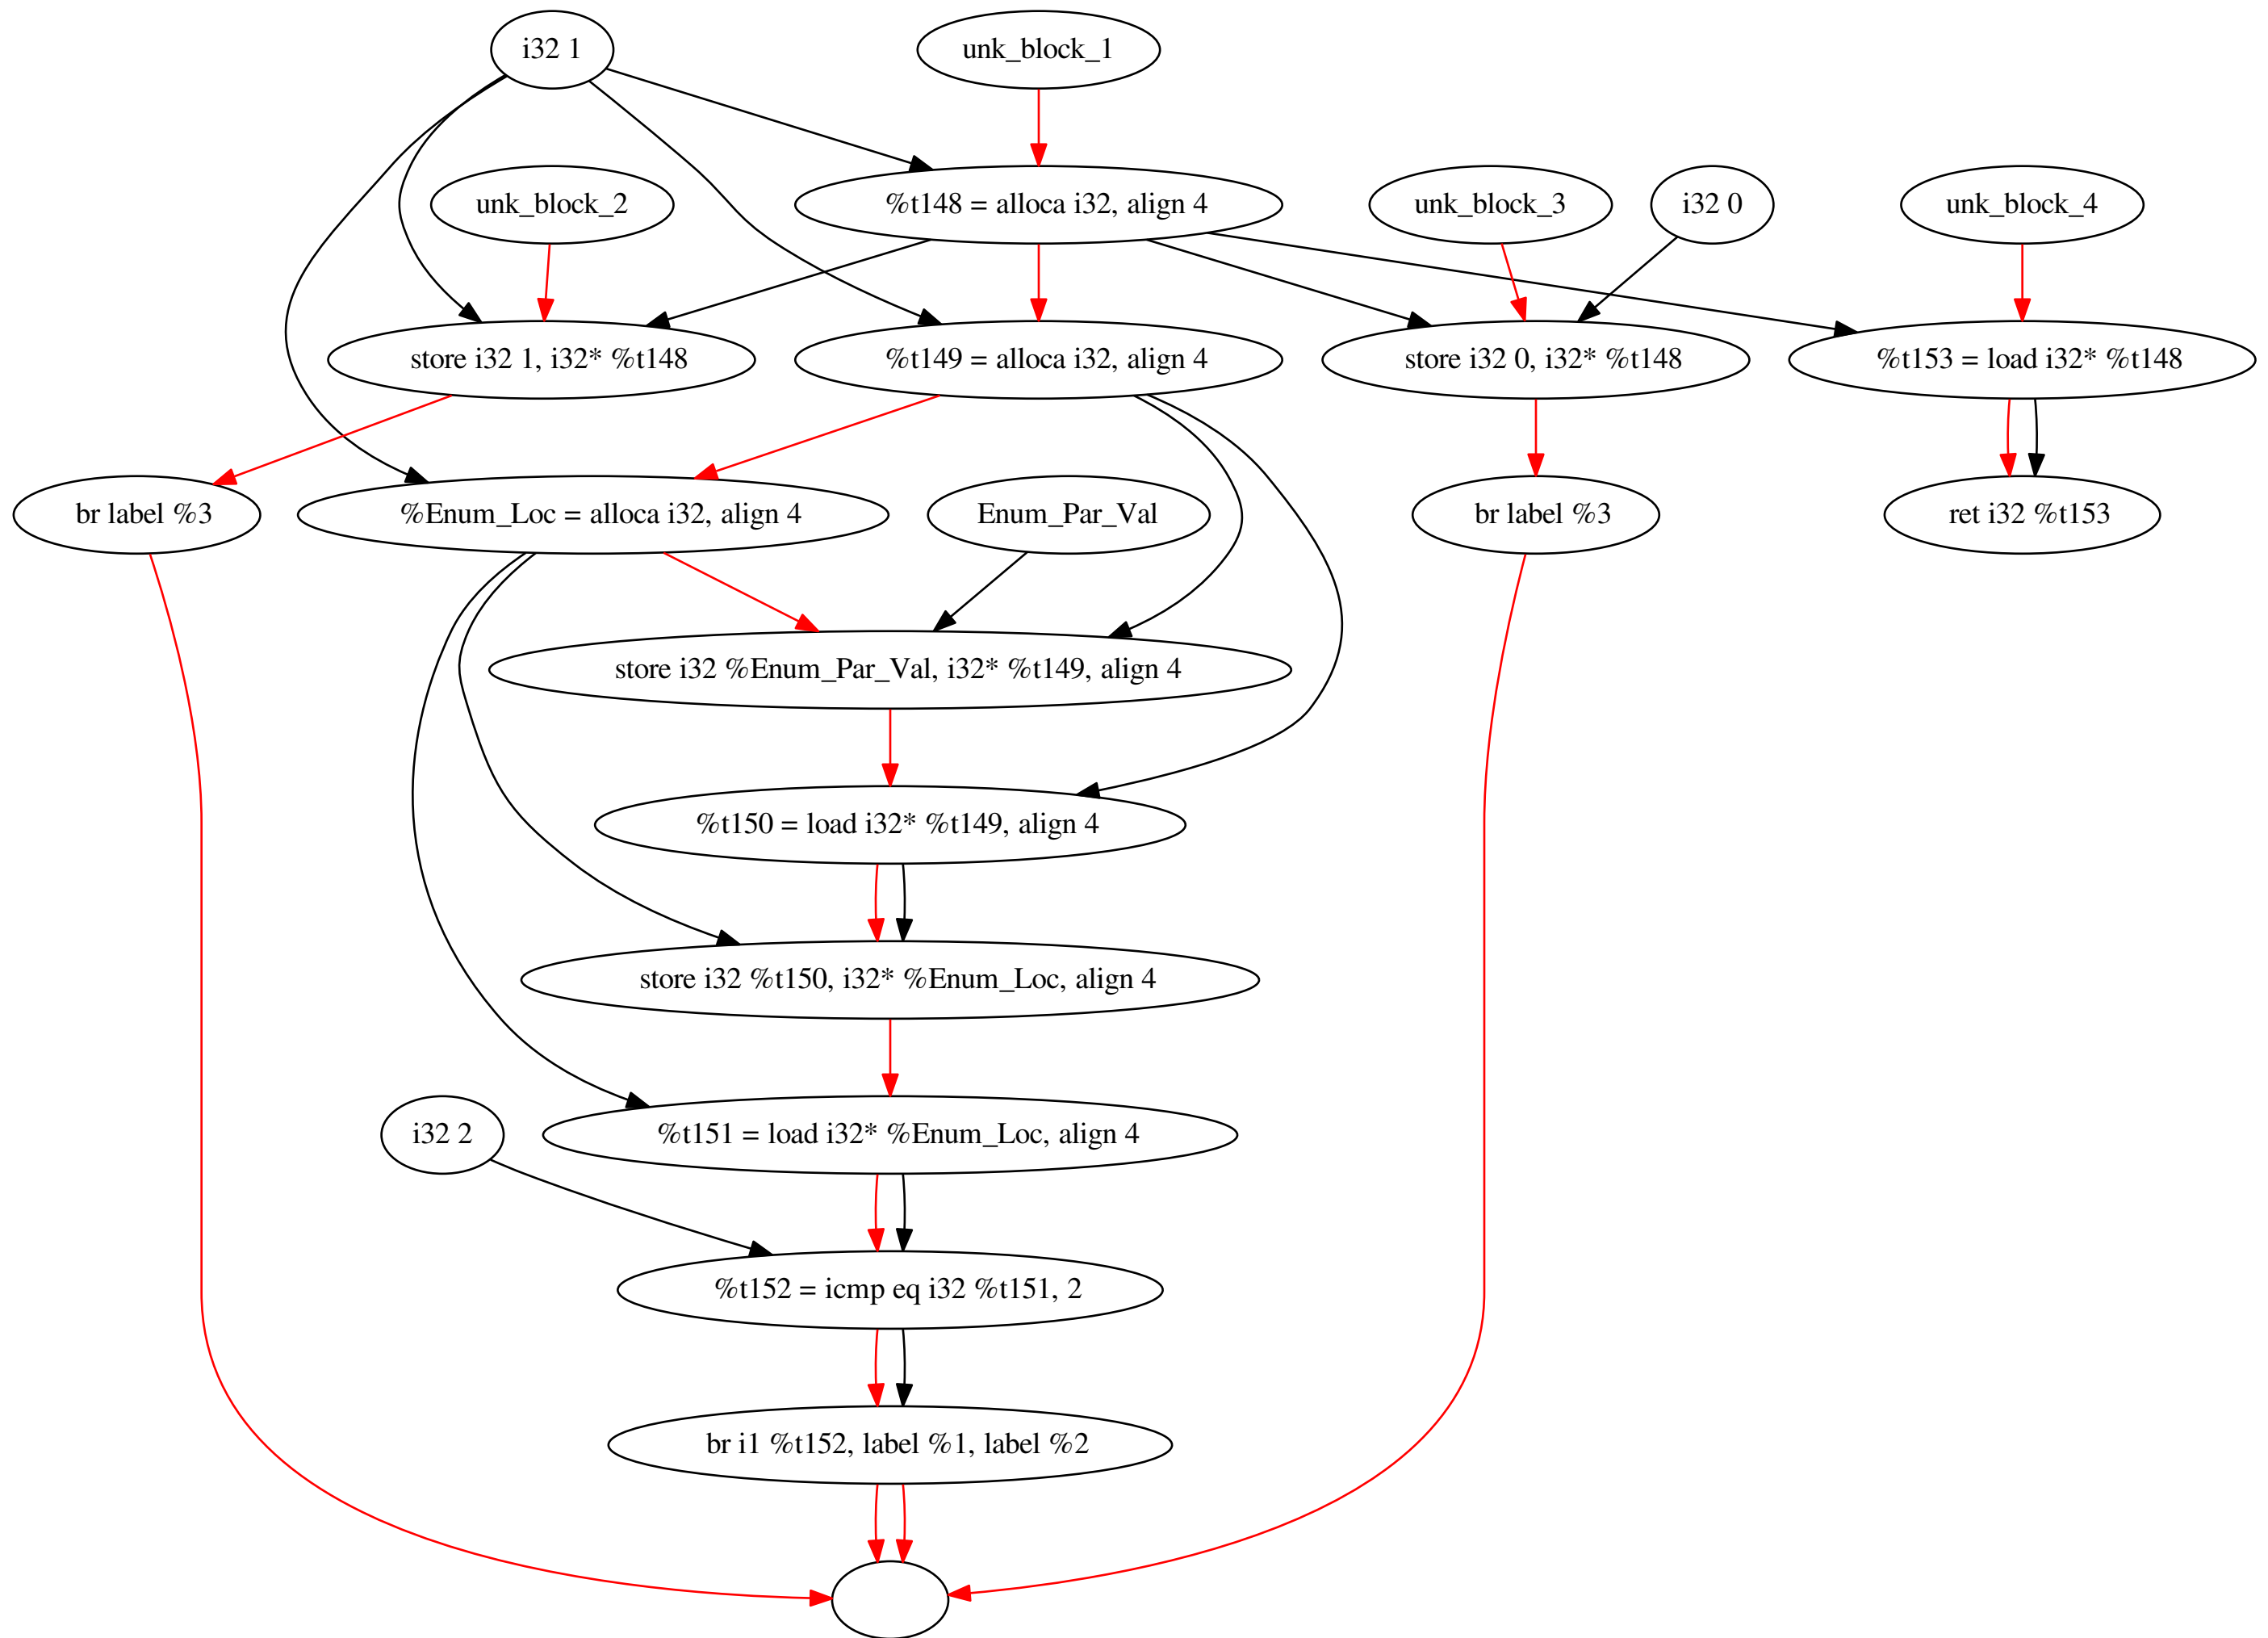 i32 1
unk_block_1
unk_block_2
%t148 = alloca i32, align 4
unk_block_3
i32 0
unk_block_4
store i32 1, i32* %t148
%t149 = alloca i32, align 4
store i32 0, i32* %t148
%t153 = load i32* %t148
br label %3
%Enum_Loc = alloca i32, align 4
Enum_Par_Val
br label %3
ret i32 %t153
store i32 %Enum_Par_Val, i32* %t149, align 4
%t150 = load i32* %t149, align 4
store i32 %t150, i32* %Enum_Loc, align 4
i32 2
%t151 = load i32* %Enum_Loc, align 4
%t152 = icmp eq i32 %t151, 2
br i1 %t152, label %1, label %2